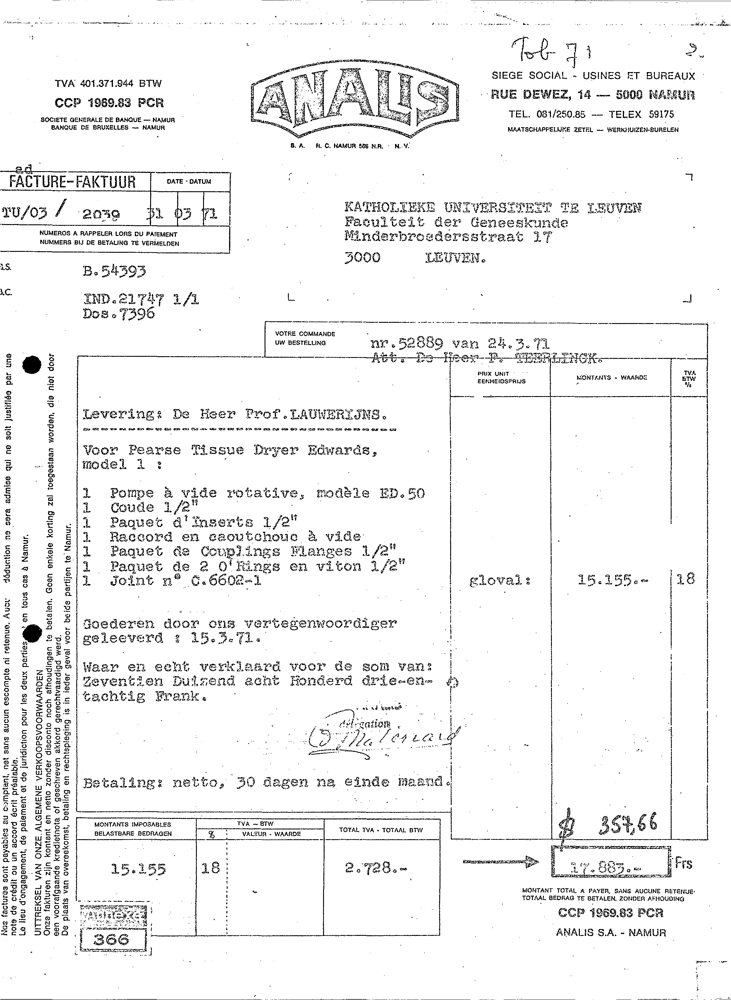 Tob 71
2.
TVA 401.371.944 BTW
CCP 1969.83 PCR
SOCIETE GENERALE DE BANQUE — NAMUR
BANQUE DE BRUXELLES — NAMUR
ANALIS
S. A. R. C. NAMUR 508 H.R. N. V.
SIEGE SOCIAL - USINES ET BUREAUX
RUE DEWEZ, 14 — 5000 NAMUR
TEL. 081/250.85 — TELEX 59175
MAATSCHAPPELIJKE ZETEL — WERKHUIZEN-BURELEN
ad
FACTURE-FAKTUUR
DATE - DATUM
TU/03 / 2039 31 03 71
NUMEROS A RAPPELER LORS DU PAIEMENT
NUMMERS BIJ DE BETALING TE VERMELDEN
KATHOLIEKE UNIVERSITEIT TE LEUVEN
Faculteit der Geneeskunde
Minderbroedersstraat 17
3000 LEUVEN.
B.54393
IND.21747 1/1
Dos.7396
VOTRE COMMANDE
UW BESTELLING
nr.52889 van 24.3.71
Att. De Heer P. TEERLINCK.
PRIX UNIT
EENHEIDSPRIJS
MONTANTS - WAARDE
TVA
BTW
%
Levering: De Heer Prof.LAUWERIJNS.
Voor Pearse Tissue Dryer Edwards,
model 1 :
1 Pompe à vide rotative, modèle ED.50
1 Coude 1/2"
1 Paquet d'Inserts 1/2"
1 Raccord en caoutchouc à vide
1 Paquet de Couplings Flanges 1/2"
1 Paquet de 2 O'Rings en viton 1/2"
1 Joint n° C.6602-1
gloval: 15.155.- 18
Goederen door ons vertegenwoordiger
geleeverd : 15.3.71.
Waar en echt verklaard voor de som van:
Zeventien Duizend acht Honderd drie-en-
tachtig Frank.
Betaling: netto, 30 dagen na einde maand.
MONTANTS IMPOSABLES
BELASTBARE BEDRAGEN
TVA - BTW
% VALEUR - WAARDE
TOTAL TVA - TOTAAL BTW
15.155 18 2.728.-
$ 357,66
17.883.- Frs
MONTANT TOTAL A PAYER, SANS AUCUNE RETENUE-
TOTAAL BEDRAG TE BETALEN, ZONDER AFHOUDING
CCP 1969.83 PCR
ANALIS S.A. - NAMUR
Annexe
366
Nos factures sont payables au comptant, net sans aucun escompte ni retenue. Aucune déduction ne sera admise qui ne soit justifiée par une
note de crédit ou un accord écrit préalable.
Le lieu d'engagement, de paiement et de juridiction pour les deux parties en tous cas à Namur.
UITTREKSEL VAN ONZE ALGEMENE VERKOOPSVOORWAARDEN
Onze fakturen zijn kontant en netto zonder disconto noch afhoudingen te betalen. Geen enkele korting zal toegestaan worden, die niet door
een voorafgaande kredietnota of geschreven akkoord gerechtvaardigd werd.
De plaats van overeenkomst, betaling en rechtspleging is in ieder geval voor beide partijen te Namur.